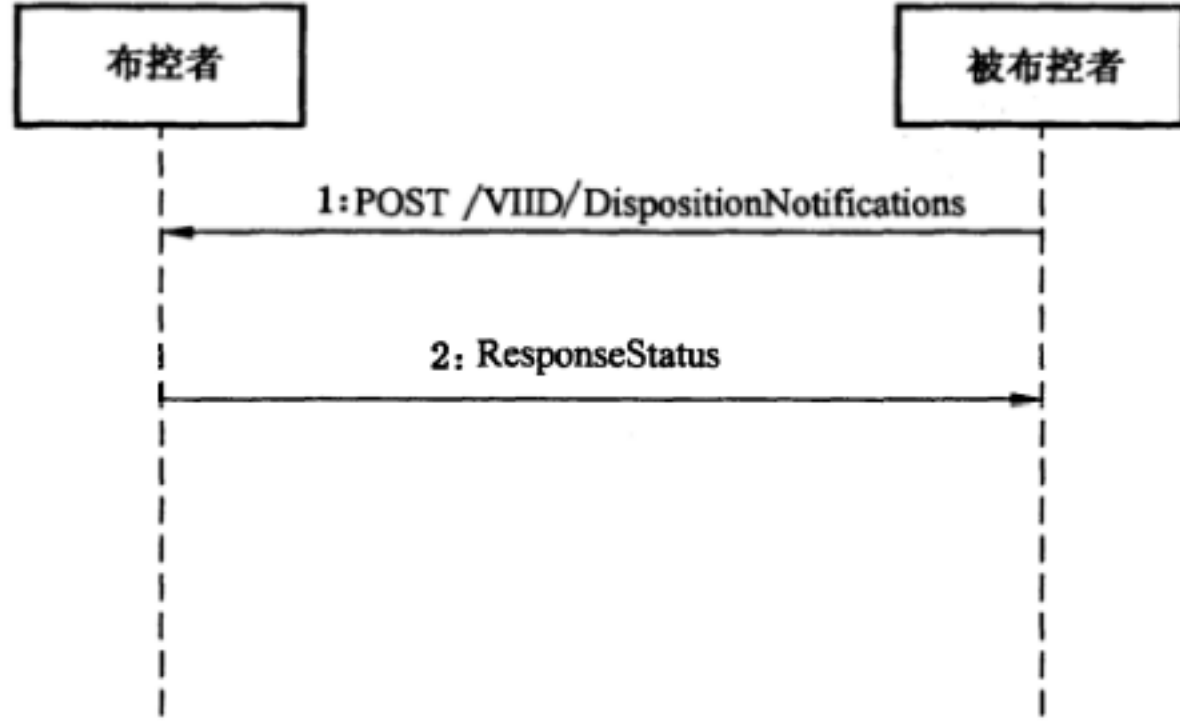 布控者
被布控者
1:POST /VIID/DispositionNotifications
2: ResponseStatus